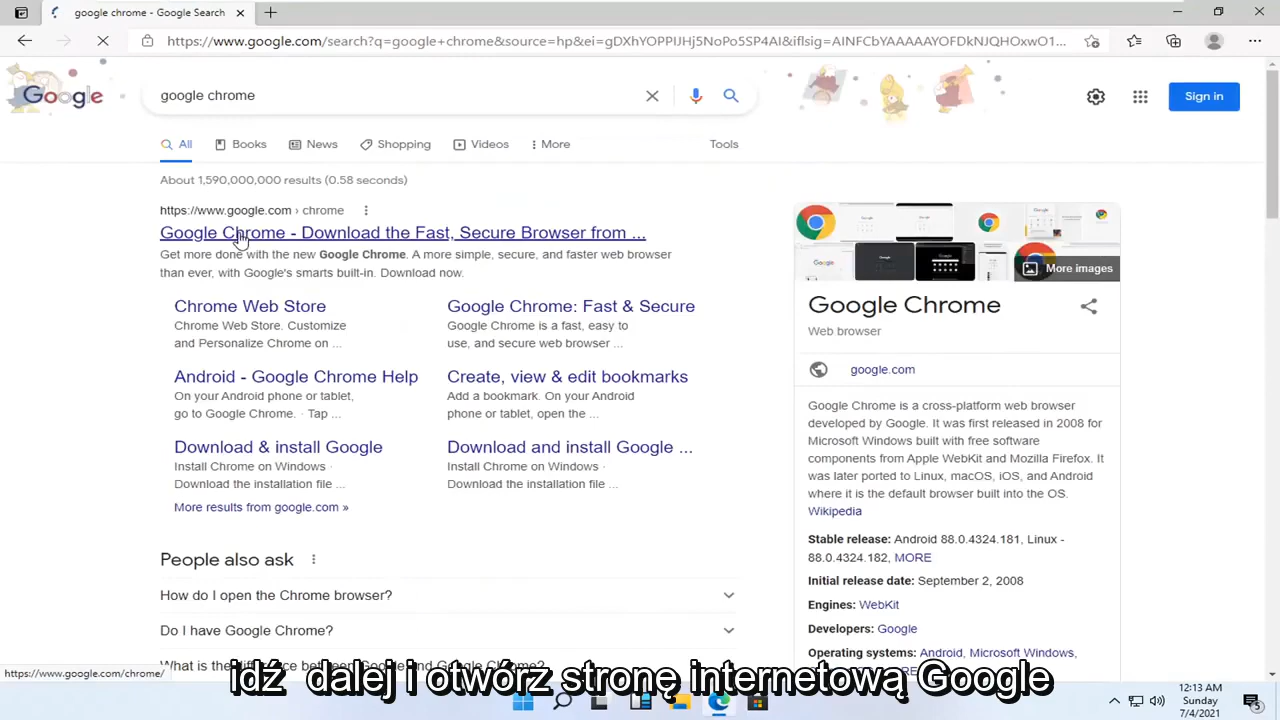 google chrome - Google Search
https://www.google.com/search?q=google+chrome&source=hp&ei=gDXhYOPPIJHj5NoPo5SP4AI&iflsig=AINFCbYAAAAAYOFDkNJQHOxwO1...
Google
google chrome
Sign in
All Books News Shopping Videos More Tools
About 1,590,000,000 results (0.58 seconds)
https://www.google.com › chrome
Google Chrome - Download the Fast, Secure Browser from ...
Get more done with the new Google Chrome. A more simple, secure, and faster web browser
than ever, with Google's smarts built-in. Download now.
Chrome Web Store
Chrome Web Store. Customize
and Personalize Chrome on ...
Google Chrome: Fast & Secure
Google Chrome is a fast, easy to
use, and secure web browser ...
Android - Google Chrome Help
On your Android phone or tablet,
go to Google Chrome. · Tap ...
Create, view & edit bookmarks
Add a bookmark. On your Android
phone or tablet, open the ...
Download & install Google
Install Chrome on Windows ·
Download the installation file ...
Download and install Google ...
Install Chrome on Windows ·
Download the installation file ...
More results from google.com »
People also ask
How do I open the Chrome browser?
Do I have Google Chrome?
What is the difference between Google and Google Chrome?
More images
Google Chrome
Web browser
google.com
Google Chrome is a cross-platform web browser
developed by Google. It was first released in 2008 for
Microsoft Windows built with free software
components from Apple WebKit and Mozilla Firefox. It
was later ported to Linux, macOS, iOS, and Android
where it is the default browser built into the OS.
Wikipedia
Stable release: Android 88.0.4324.181, Linux -
88.0.4324.182, MORE
Initial release date: September 2, 2008
Engines: WebKit
Developers: Google
Operating systems: Android, Microsoft Windows,
https://www.google.com/chrome/
idź dalej i otwórz stronę internetową Google
12:13 AM
Sunday
7/4/2021
5